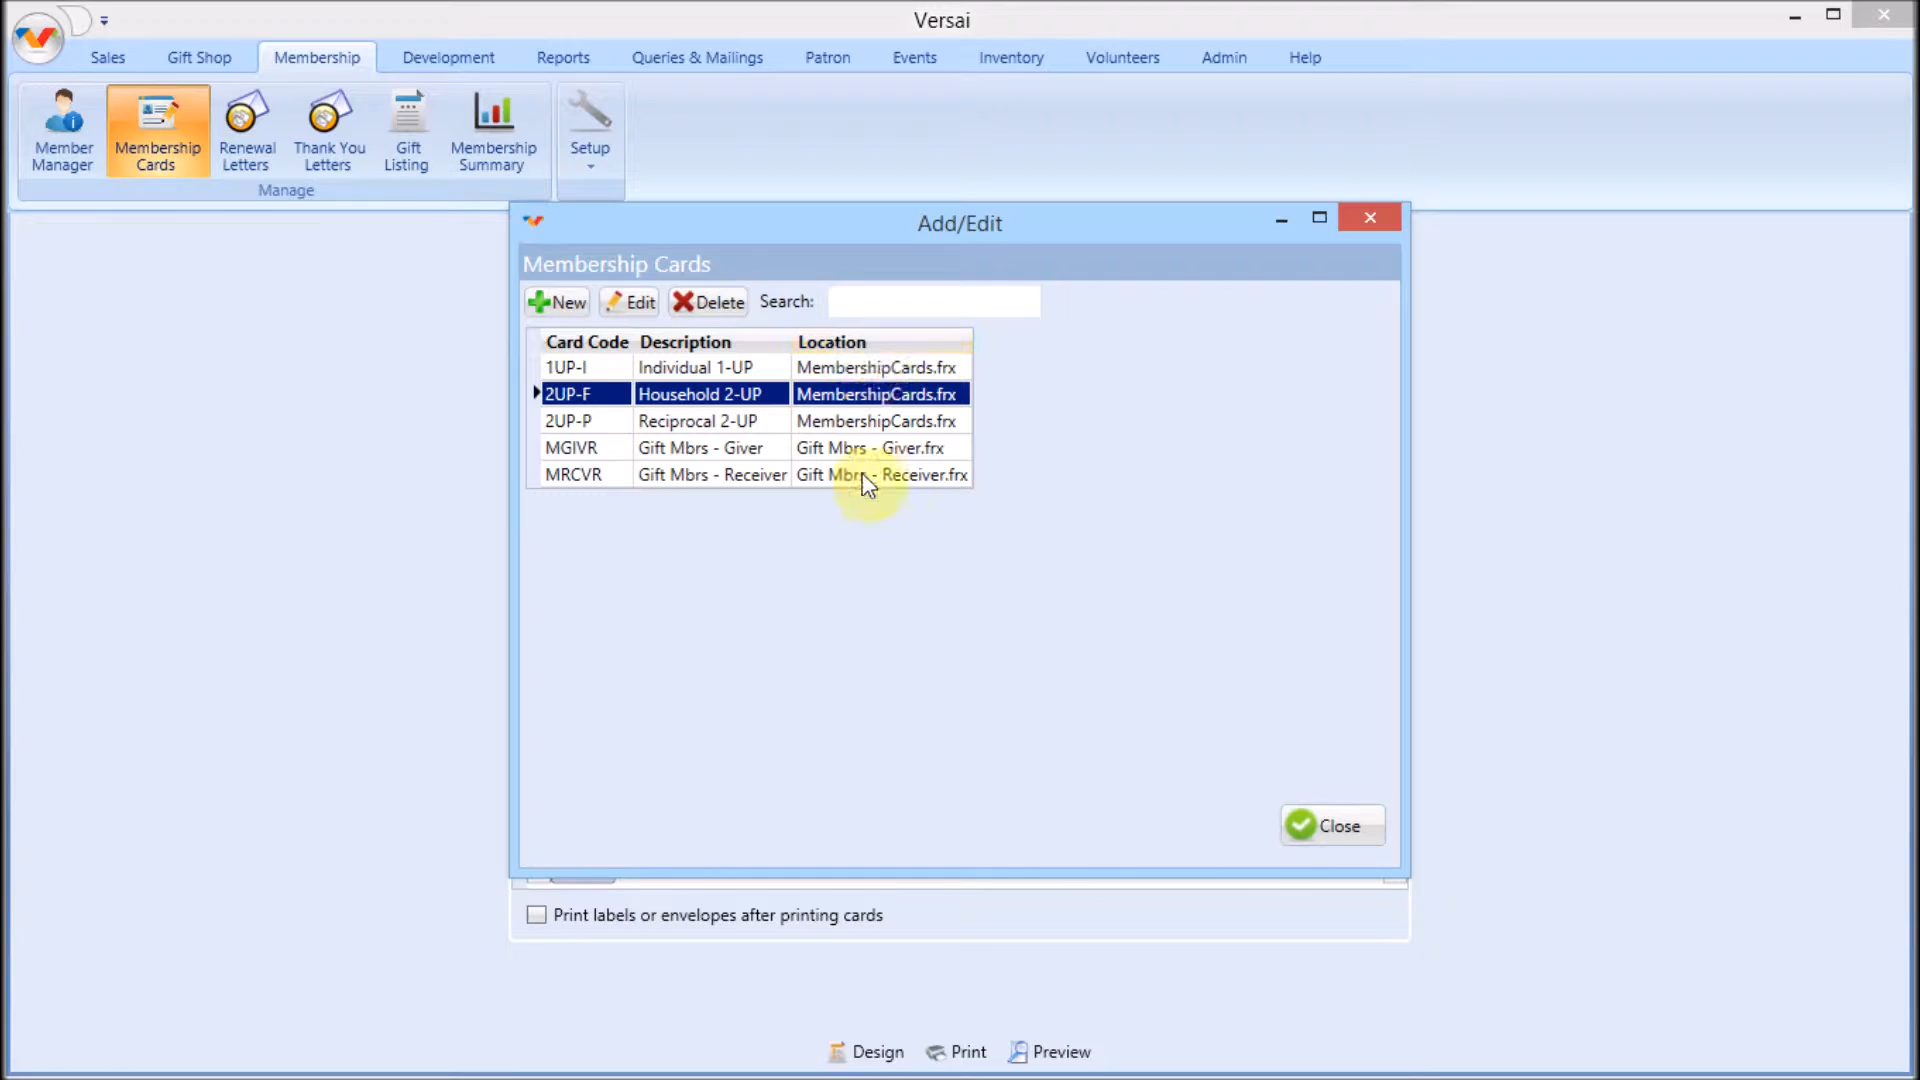 Versai
Sales Gift Shop Membership Development Reports Queries & Mailings Patron Events Inventory Volunteers Admin Help
Member Manager
Membership Cards
Renewal Letters
Thank You Letters
Gift Listing
Membership Summary
Setup
Manage
Add/Edit
Membership Cards
New Edit Delete Search:
Card Code Description Location
1UP-I Individual 1-UP MembershipCards.frx
2UP-F Household 2-UP MembershipCards.frx
2UP-P Reciprocal 2-UP MembershipCards.frx
MGIVR Gift Mbrs - Giver Gift Mbrs - Giver.frx
MRCVR Gift Mbrs - Receiver Gift Mbrs - Receiver.frx
Close
Print labels or envelopes after printing cards
Design Print Preview